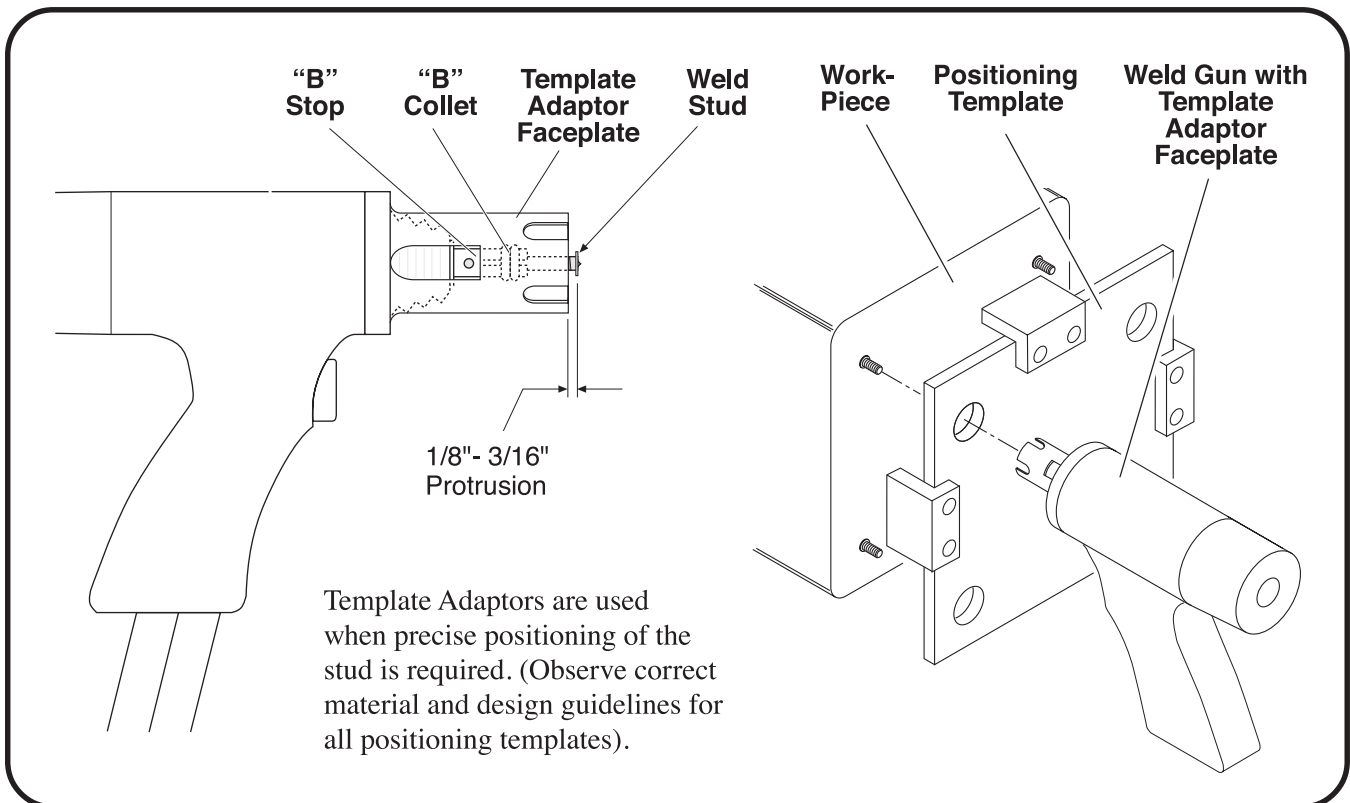 “B”
Stop
“B”
Collet
Template
Adaptor
Faceplate
Weld
Stud
Work-
Piece
Positioning
Template
Weld Gun with
Template
Adaptor
Faceplate
1/8"- 3/16"
Protrusion
Template Adaptors are used
when precise positioning of the
stud is required. (Observe correct
material and design guidelines for
all positioning templates).